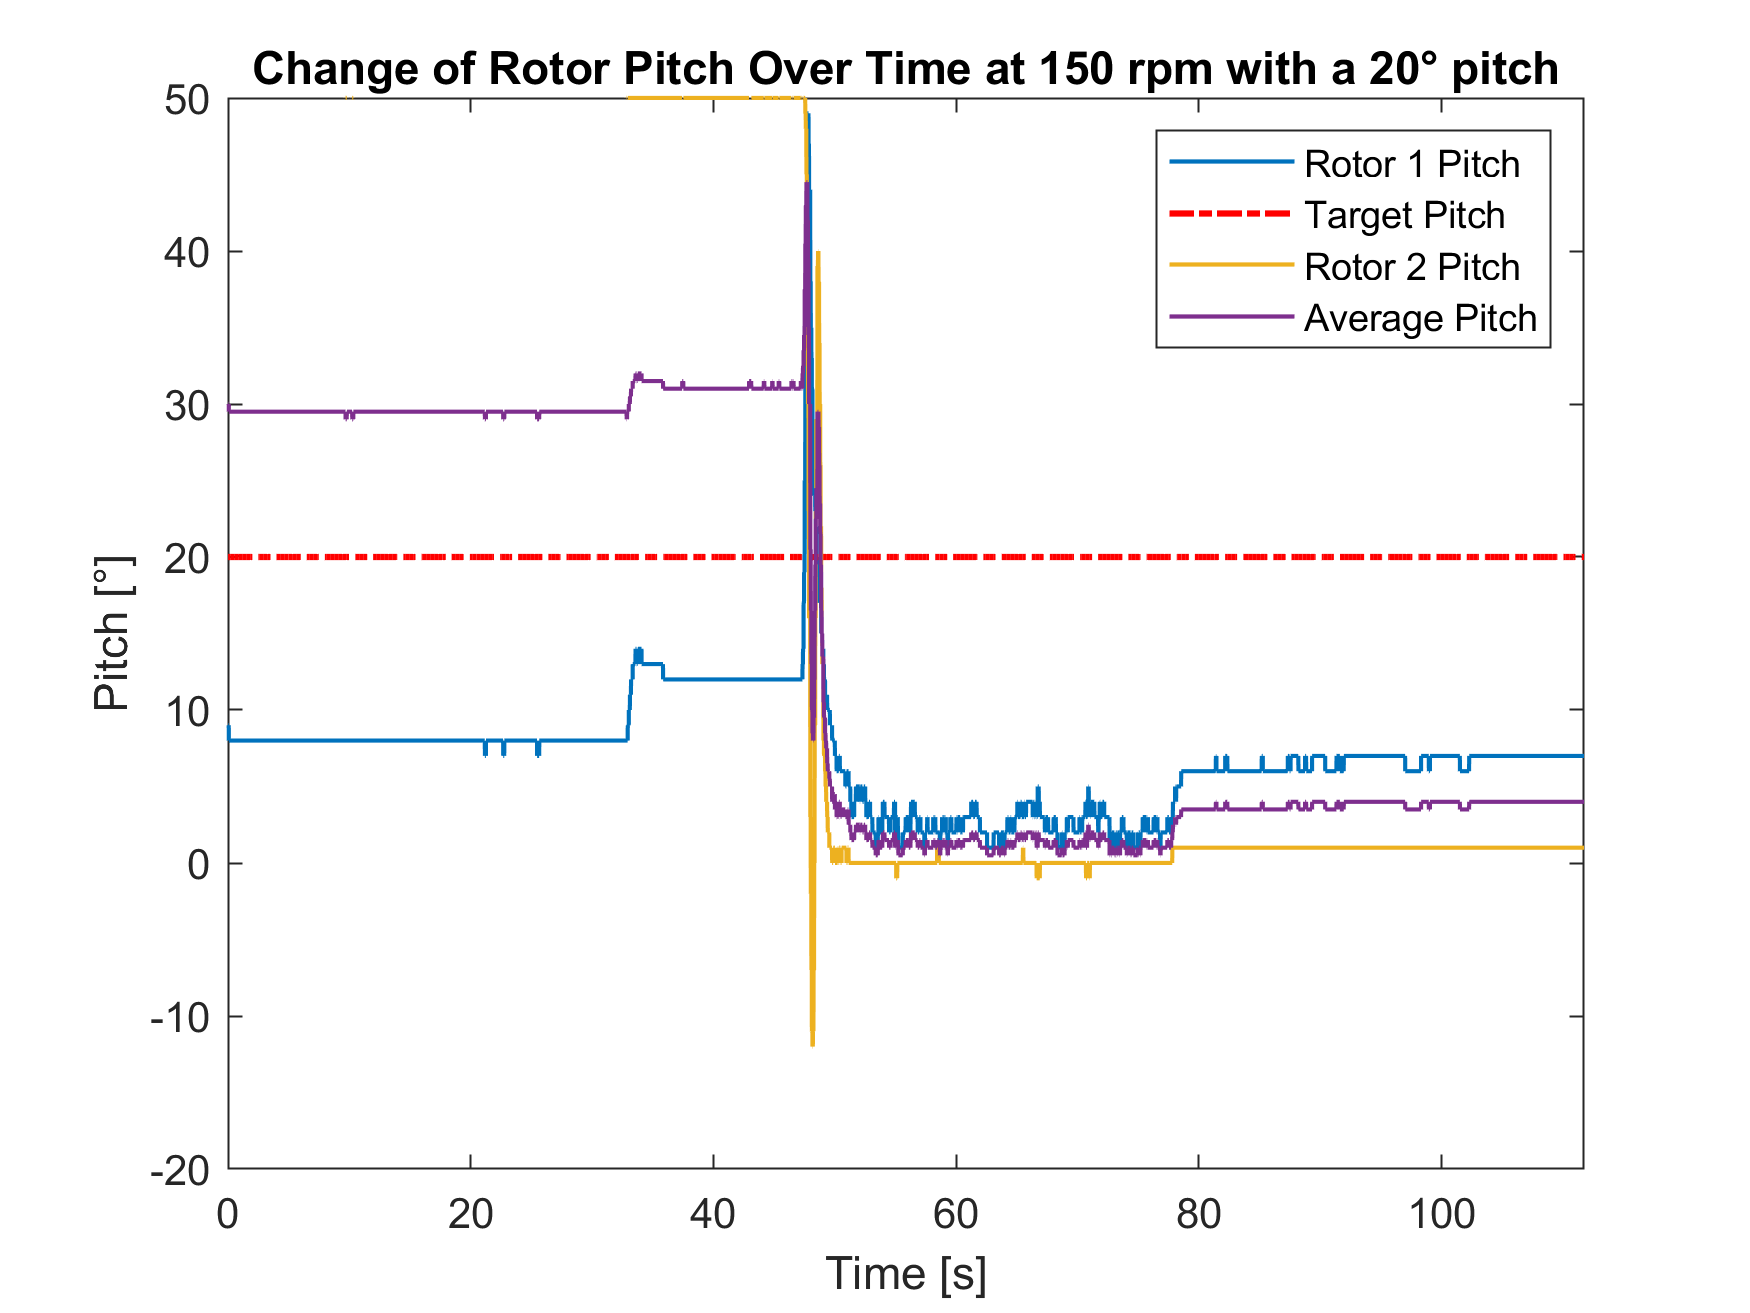 Change of Rotor Pitch Over Time at 150 rpm with a 20° pitch
50
40
30
20
10
0
-10
-20
Pitch [°]
Rotor 1 Pitch
Target Pitch
Rotor 2 Pitch
Average Pitch
0 20 40 60 80 100
Time [s]